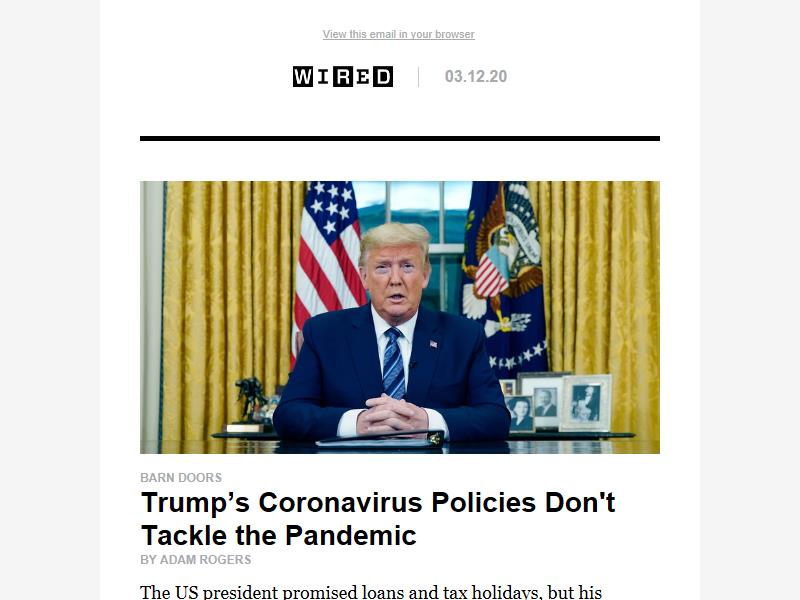 View this email in your browser
WIRED
03.12.20
BARN DOORS
Trump’s Coronavirus Policies Don't
Tackle the Pandemic
BY ADAM ROGERS
The US president promised loans and tax holidays, but his